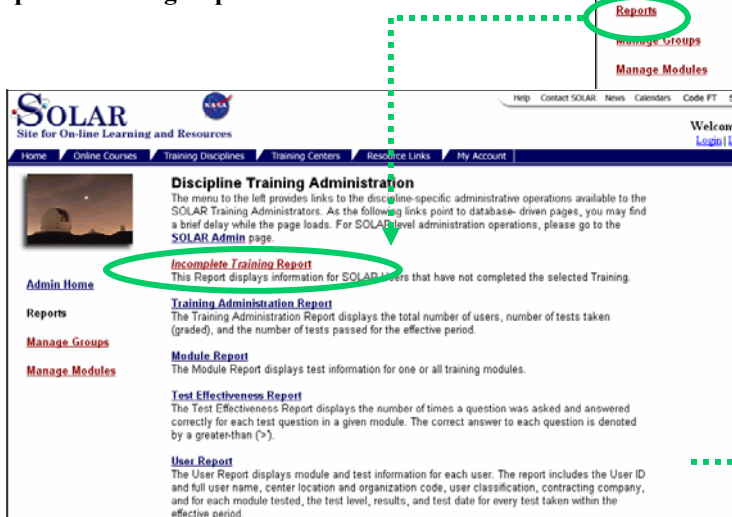 Reports
Manage Groups
Manage Modules
SOLAR
NASA
Site for On-line Learning and Resources
Help Contact SOLAR News Calendars Code FT
Welcom
Login |
Home Online Courses Training Disciplines Training Centers Resource Links My Account
Discipline Training Administration
The menu to the left provides links to the discipline-specific administrative operations available to the
SOLAR Training Administrators. As the following links point to database- driven pages, you may find
a brief delay while the page loads. For SOLAR-level administration operations, please go to the
SOLAR Admin page.
Incomplete Training Report
This Report displays information for SOLAR Users that have not completed the selected Training.
Admin Home
Reports
Manage Groups
Manage Modules
Training Administration Report
The Training Administration Report displays the total number of users, number of tests taken
(graded), and the number of tests passed for the effective period.
Module Report
The Module Report displays test information for one or all training modules.
Test Effectiveness Report
The Test Effectiveness Report displays the number of times a question was asked and answered
correctly for each test question in a given module. The correct answer to each question is denoted
by a greater-than ('>').
User Report
The User Report displays module and test information for each user. The report includes the User ID
and full user name, center location and organization code, user classification, contracting company,
and for each module tested, the test level, results, and test date for every test taken within the
effective period.